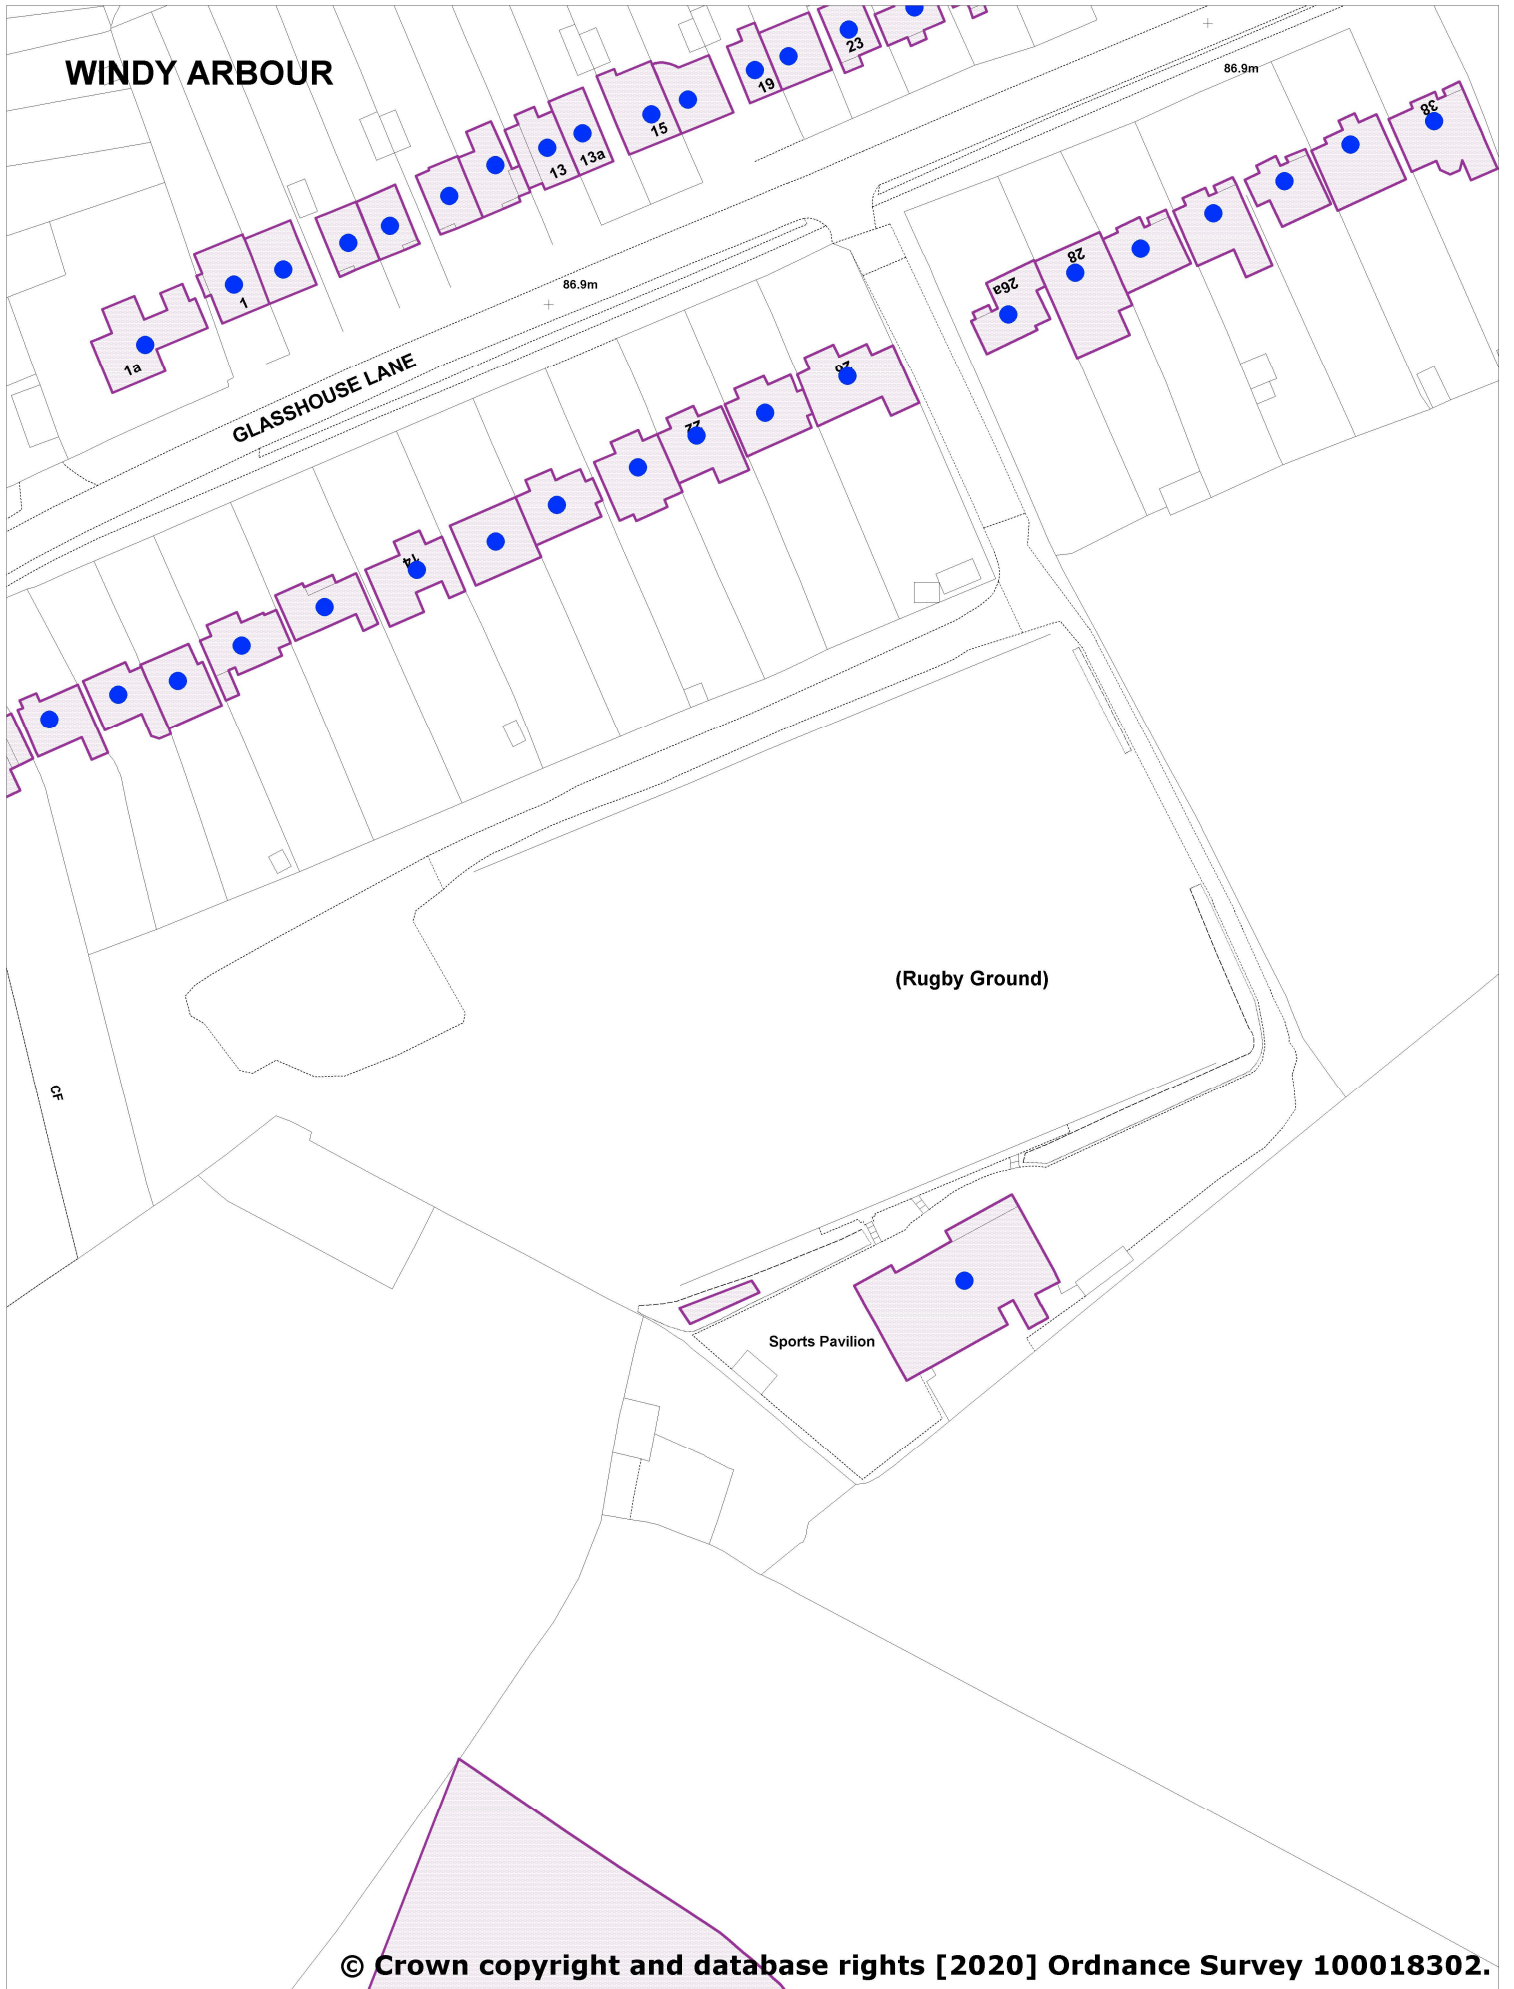 WINDY ARBOUR
23
19
15
13a
13
1
1a
86.9m
38
28
26a
86.9m
GLASSHOUSE LANE
26
22
14
(Rugby Ground)
CF
Sports Pavilion
© Crown copyright and database rights [2020] Ordnance Survey 100018302.